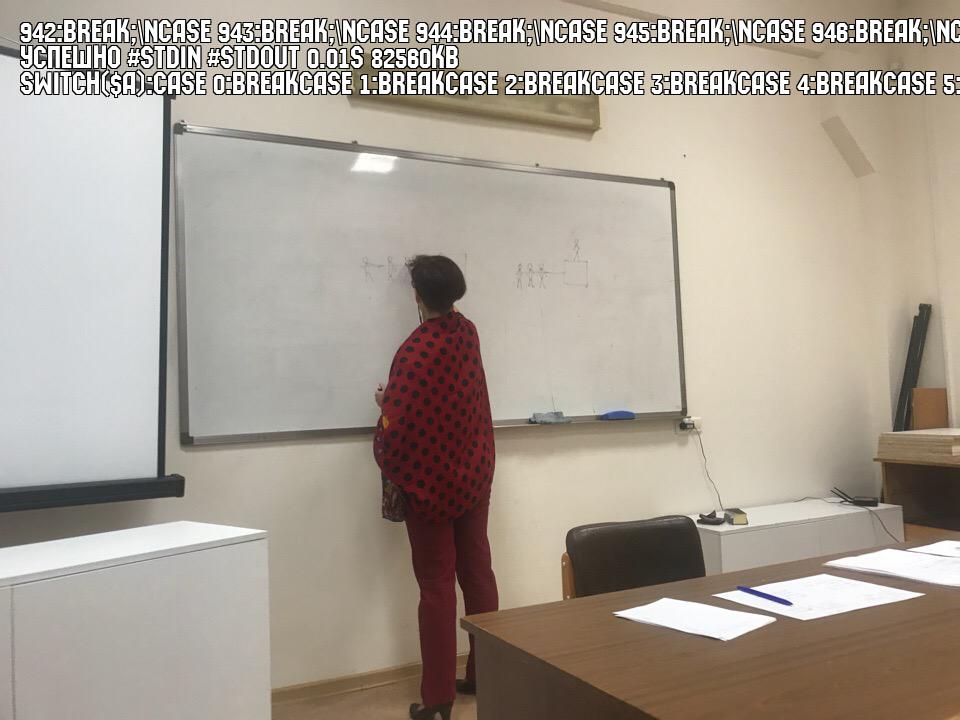 942:BREAK;\NCASE 943:BREAK;\NCASE 944:BREAK;\NCASE 945:BREAK;\NCASE 946:BREAK;\NC
УСПЕШНО #STDIN #STDOUT 0.01S 82560KB
SWITCH($A):CASE 0:BREAKCASE 1:BREAKCASE 2:BREAKCASE 3:BREAKCASE 4:BREAKCASE 5: